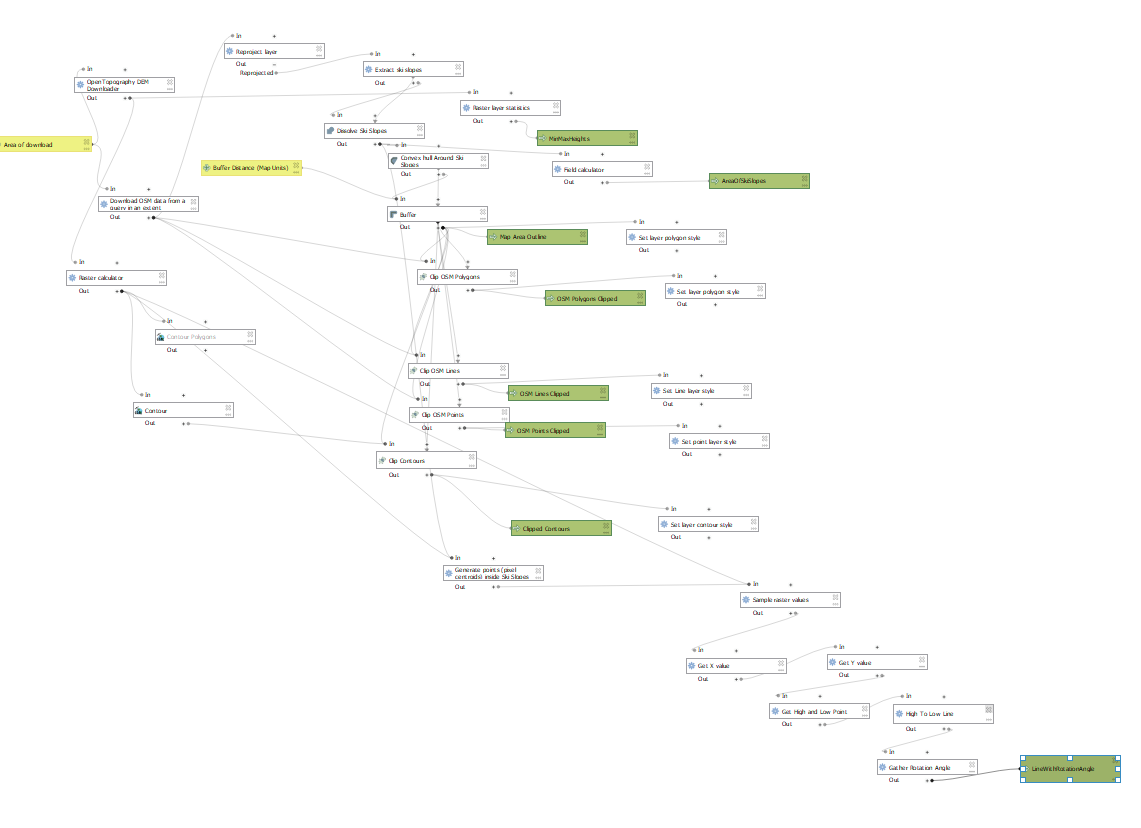 In
Reproject layer
Out
Reprojected
In
Extract ski slopes
Out
In
OpenTopography DEM
Downloader
Out
In
Raster layer statistics
Out
In
Dissolve Ski Slopes
Out
MinMaxHeights
Area of download
In
Convex hull Around Ski
Slopes
Out
In
Field calculator
Out
Buffer Distance (Map Units)
AreaOfSkiSlopes
In
Download OSM data from a
query in an extent
Out
In
Buffer
Out
Map Area Outline
In
Set layer polygon style
Out
In
Raster calculator
Out
In
Clip OSM Polygons
Out
In
Set layer polygon style
Out
OSM Polygons Clipped
In
Contour Polygons
Out
In
Clip OSM Lines
Out
In
Set Line layer style
Out
OSM Lines Clipped
In
Contour
Out
In
Clip OSM Points
Out
OSM Points Clipped
In
Set point layer style
Out
In
Clip Contours
Out
In
Set layer contour style
Out
Clipped Contours
In
Generate points (pixel
centroids) inside Ski Slopes
Out
In
Sample raster values
Out
In
Get X value
Out
In
Get Y value
Out
In
Get High and Low Point
Out
In
High To Low Line
Out
In
Gather Rotation Angle
Out
LineWithRotationAngle